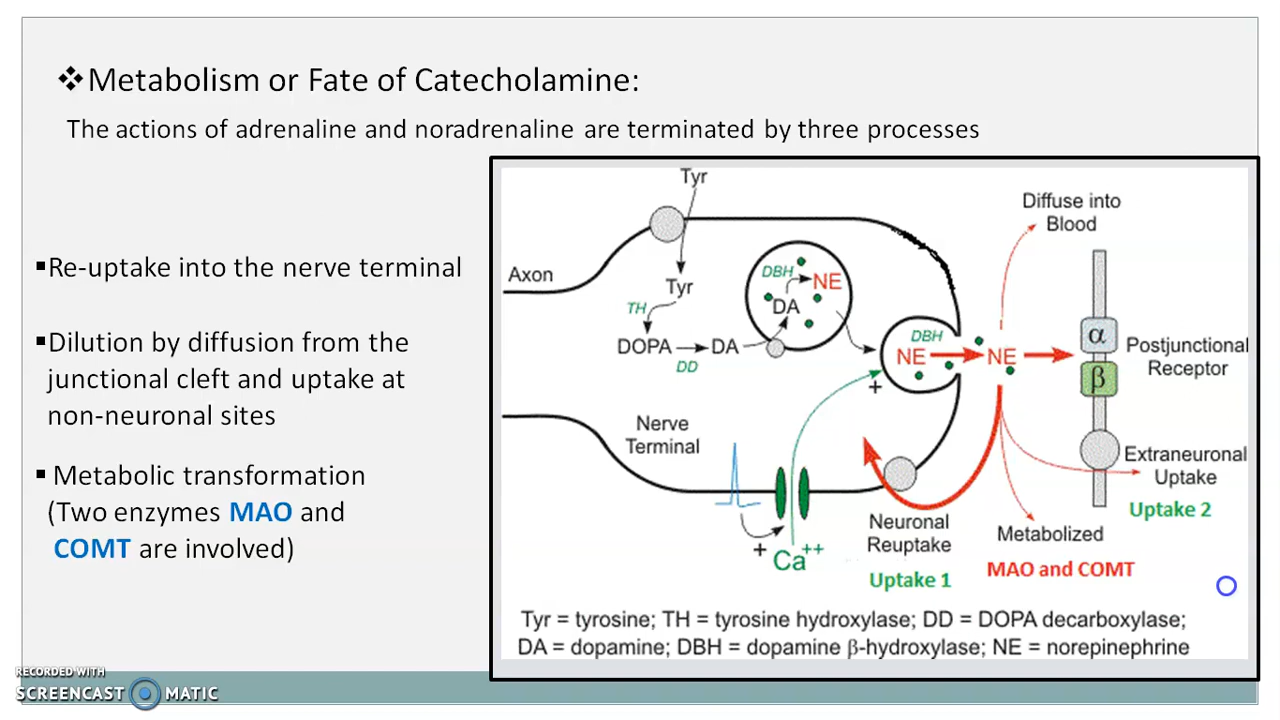 ❖Metabolism or Fate of Catecholamine:
The actions of adrenaline and noradrenaline are terminated by three processes
▪Re-uptake into the nerve terminal
▪Dilution by diffusion from the
junctional cleft and uptake at
non-neuronal sites
▪ Metabolic transformation
(Two enzymes MAO and
COMT are involved)
Tyr
Diffuse into
Blood
Axon
DBH
NE
Tyr
TH
DA
DOPA
DA
DD
DBH
NE
NE
α
β
Postjunctional
Receptor
+
Nerve
Terminal
Extraneuronal
Uptake
Uptake 2
Neuronal
Reuptake
Uptake 1
Metabolized
MAO and COMT
+
Ca++
Tyr = tyrosine; TH = tyrosine hydroxylase; DD = DOPA decarboxylase;
DA = dopamine; DBH = dopamine β-hydroxylase; NE = norepinephrine
RECORDED WITH
SCREENCAST MATIC